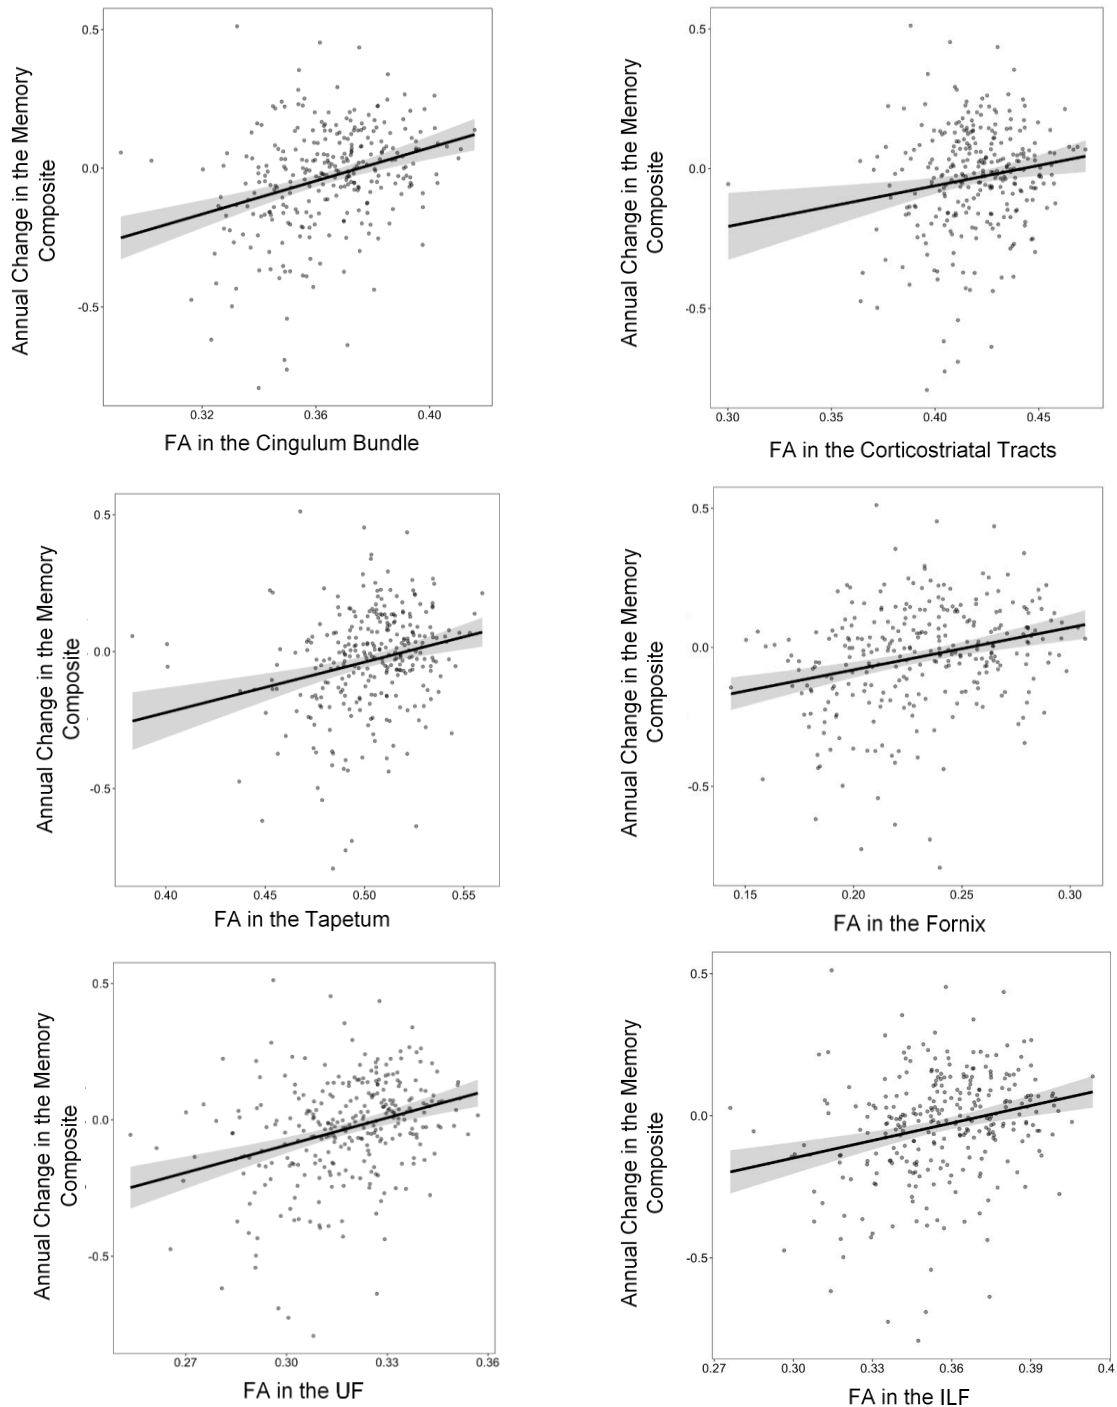 0.5
0.0
-0.5
Annual Change in the Memory
Composite
0.32 0.36 0.40
FA in the Cingulum Bundle
0.5
0.0
-0.5
Annual Change in the Memory
Composite
0.30 0.35 0.40 0.45
FA in the Corticostriatal Tracts
0.5
0.0
-0.5
Annual Change in the Memory
Composite
0.40 0.45 0.50 0.55
FA in the Tapetum
0.5
0.0
-0.5
Annual Change in the Memory
Composite
0.15 0.20 0.25 0.30
FA in the Fornix
0.5
0.0
-0.5
Annual Change in the Memory
Composite
0.27 0.30 0.33 0.36
FA in the UF
0.5
0.0
-0.5
Annual Change in the Memory
Composite
0.27 0.30 0.33 0.36 0.39 0.4
FA in the ILF